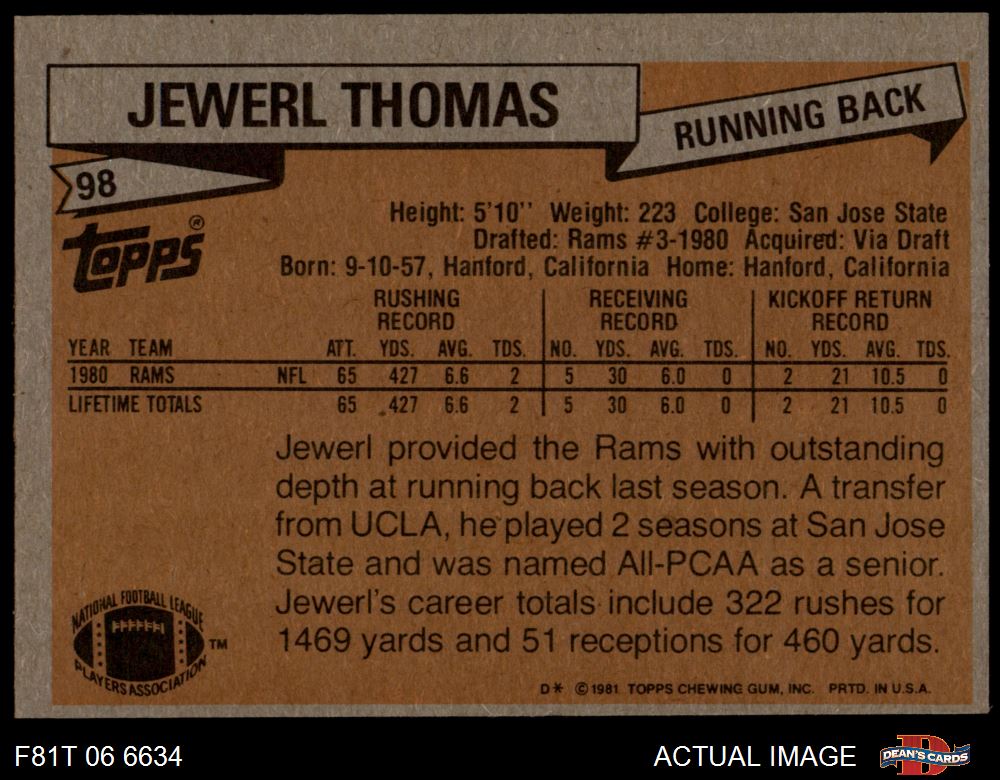 JEWERL THOMAS
RUNNING BACK
98
Topps®
Height: 5'10'' Weight: 223 College: San Jose State
Drafted: Rams #3-1980 Acquired: Via Draft
Born: 9-10-57, Hanford, California Home: Hanford, California
RUSHING RECORD RECEIVING RECORD KICKOFF RETURN RECORD
YEAR TEAM ATT. YDS. AVG. TDS. NO. YDS. AVG. TDS. NO. YDS. AVG. TDS.
1980 RAMS NFL 65 427 6.6 2 5 30 6.0 0 2 21 10.5 0
LIFETIME TOTALS 65 427 6.6 2 5 30 6.0 0 2 21 10.5 0
Jewerl provided the Rams with outstanding
depth at running back last season. A transfer
from UCLA, he played 2 seasons at San Jose
State and was named All-PCAA as a senior.
Jewerl's career totals include 322 rushes for
1469 yards and 51 receptions for 460 yards.
NATIONAL FOOTBALL LEAGUE
PLAYERS ASSOCIATION
™
D* ©1981 TOPPS CHEWING GUM, INC. PRTD. IN U.S.A.
F81T 06 6634
ACTUAL IMAGE
DEAN'S CARDS